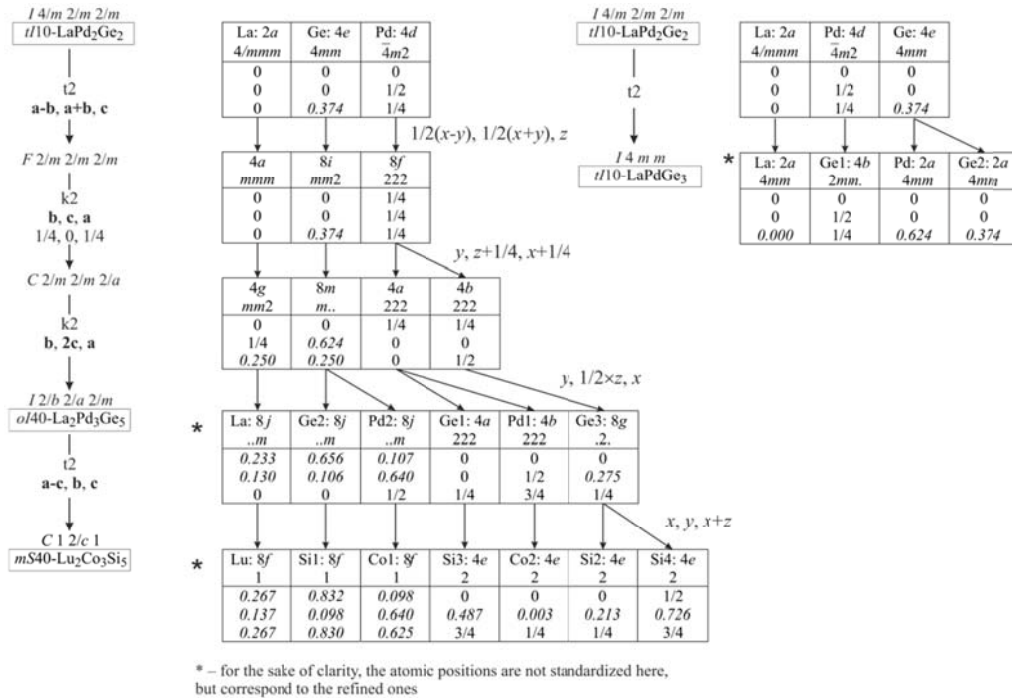 I 4/m 2/m 2/m
tI10-LaPd₂Ge₂
t2
a-b, a+b, c
F 2/m 2/m 2/m
k2
b, c, a
1/4, 0, 1/4
C 2/m 2/m 2/a
k2
b, 2c, a
I 2/b 2/a 2/m
oI40-La₂Pd₃Ge₅
t2
a-c, b, c
C 1 2/c 1
mS40-Lu₂Co₃Si₅
La: 2a Ge: 4e Pd: 4d
4/mmm 4mm 4̅m2
0 0 0
0 0 1/2
0 0.374 1/4
1/2(x-y), 1/2(x+y), z
4a 8i 8f
mmm mm2 222
0 0 1/4
0 0 1/4
0 0.374 1/4
y, z+1/4, x+1/4
4g 8m 4a 4b
mm2 m.. 222 222
0 0 1/4 1/4
1/4 0.624 0 0
0.250 0.250 0 1/2
y, 1/2×z, x
*
La: 8j Ge2: 8j Pd2: 8j Ge1: 4a Pd1: 4b Ge3: 8g
..m ..m ..m 222 222 .2.
0.233 0.656 0.107 0 0 0
0.130 0.106 0.640 0 1/2 0.275
0 0 1/2 1/4 3/4 1/4
x, y, x+z
*
Lu: 8f Si1: 8f Co1: 8f Si3: 4e Co2: 4e Si2: 4e Si4: 4e
1 1 1 2 2 2 2
0.267 0.832 0.098 0 0 0 1/2
0.137 0.098 0.640 0.487 0.003 0.213 0.726
0.267 0.830 0.625 3/4 1/4 1/4 3/4
* – for the sake of clarity, the atomic positions are not standardized here,
but correspond to the refined ones
I 4/m 2/m 2/m
tI10-LaPd₂Ge₂
t2
I 4 m m
tI10-LaPdGe₃
La: 2a Pd: 4d Ge: 4e
4/mmm 4̅m2 4mm
0 0 0
0 1/2 0
0 1/4 0.374
*
La: 2a Ge1: 4b Pd: 2a Ge2: 2a
4mm 2mm. 4mm 4mm
0 0 0 0
0 1/2 0 0
0.000 1/4 0.624 0.374